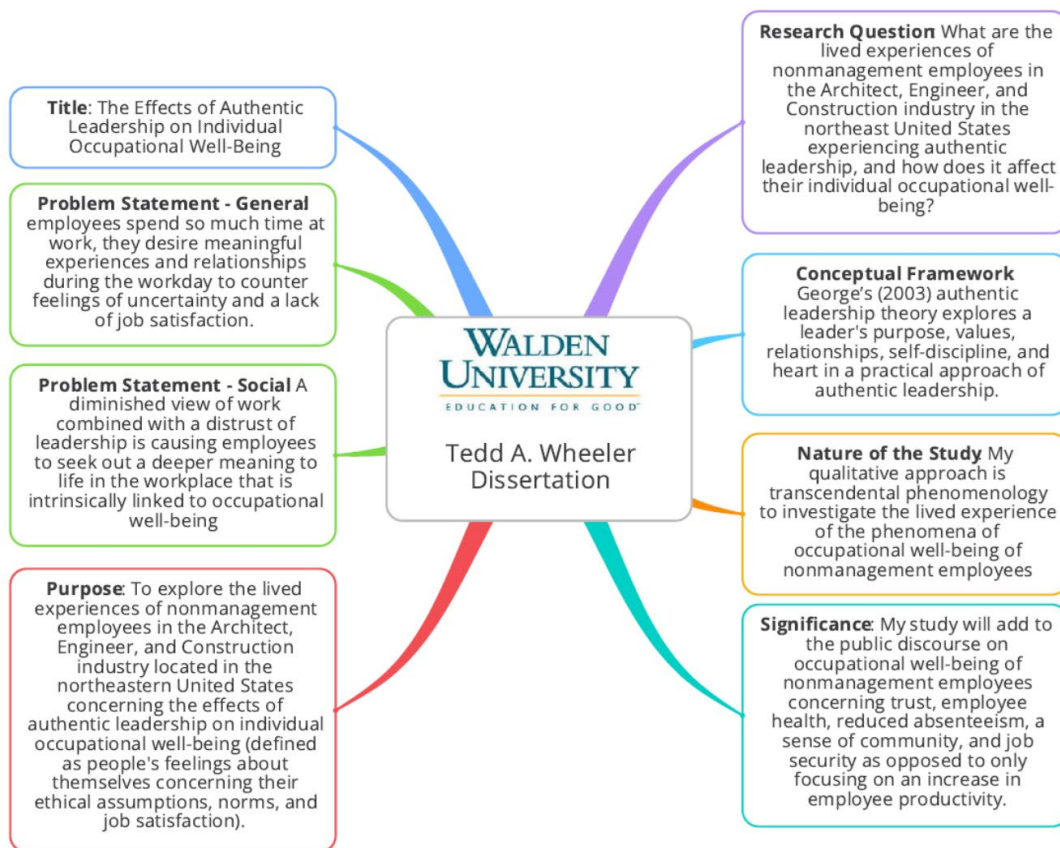 Title: The Effects of Authentic
Leadership on Individual
Occupational Well-Being
Problem Statement - General
employees spend so much time at
work, they desire meaningful
experiences and relationships
during the workday to counter
feelings of uncertainty and a lack
of job satisfaction.
Problem Statement - Social A
diminished view of work
combined with a distrust of
leadership is causing employees
to seek out a deeper meaning to
life in the workplace that is
intrinsically linked to occupational
well-being
Purpose: To explore the lived
experiences of nonmanagement
employees in the Architect,
Engineer, and Construction
industry located in the
northeastern United States
concerning the effects of
authentic leadership on individual
occupational well-being (defined
as people's feelings about
themselves concerning their
ethical assumptions, norms, and
job satisfaction).
WALDEN
UNIVERSITY
EDUCATION FOR GOOD™
Tedd A. Wheeler
Dissertation
Research Question: What are the
lived experiences of
nonmanagement employees in
the Architect, Engineer, and
Construction industry in the
northeast United States
experiencing authentic
leadership, and how does it affect
their individual occupational well-
being?
Conceptual Framework
George's (2003) authentic
leadership theory explores a
leader's purpose, values,
relationships, self-discipline, and
heart in a practical approach of
authentic leadership.
Nature of the Study: My
qualitative approach is
transcendental phenomenology
to investigate the lived experience
of the phenomena of
occupational well-being of
nonmanagement employees
Significance: My study will add to
the public discourse on
occupational well-being of
nonmanagement employees
concerning trust, employee
health, reduced absenteeism, a
sense of community, and job
security as opposed to only
focusing on an increase in
employee productivity.